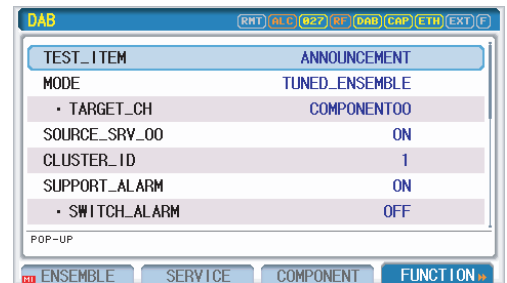 DAB RMT ALC 027 RF DAB CAP ETH EXT F
TEST_ITEM ANNOUNCEMENT
MODE TUNED_ENSEMBLE
・TARGET_CH COMPONENT00
SOURCE_SRV_00 ON
CLUSTER_ID 1
SUPPORT_ALARM ON
・SWITCH_ALARM OFF
POP-UP
MI ENSEMBLE SERVICE COMPONENT FUNCTION »